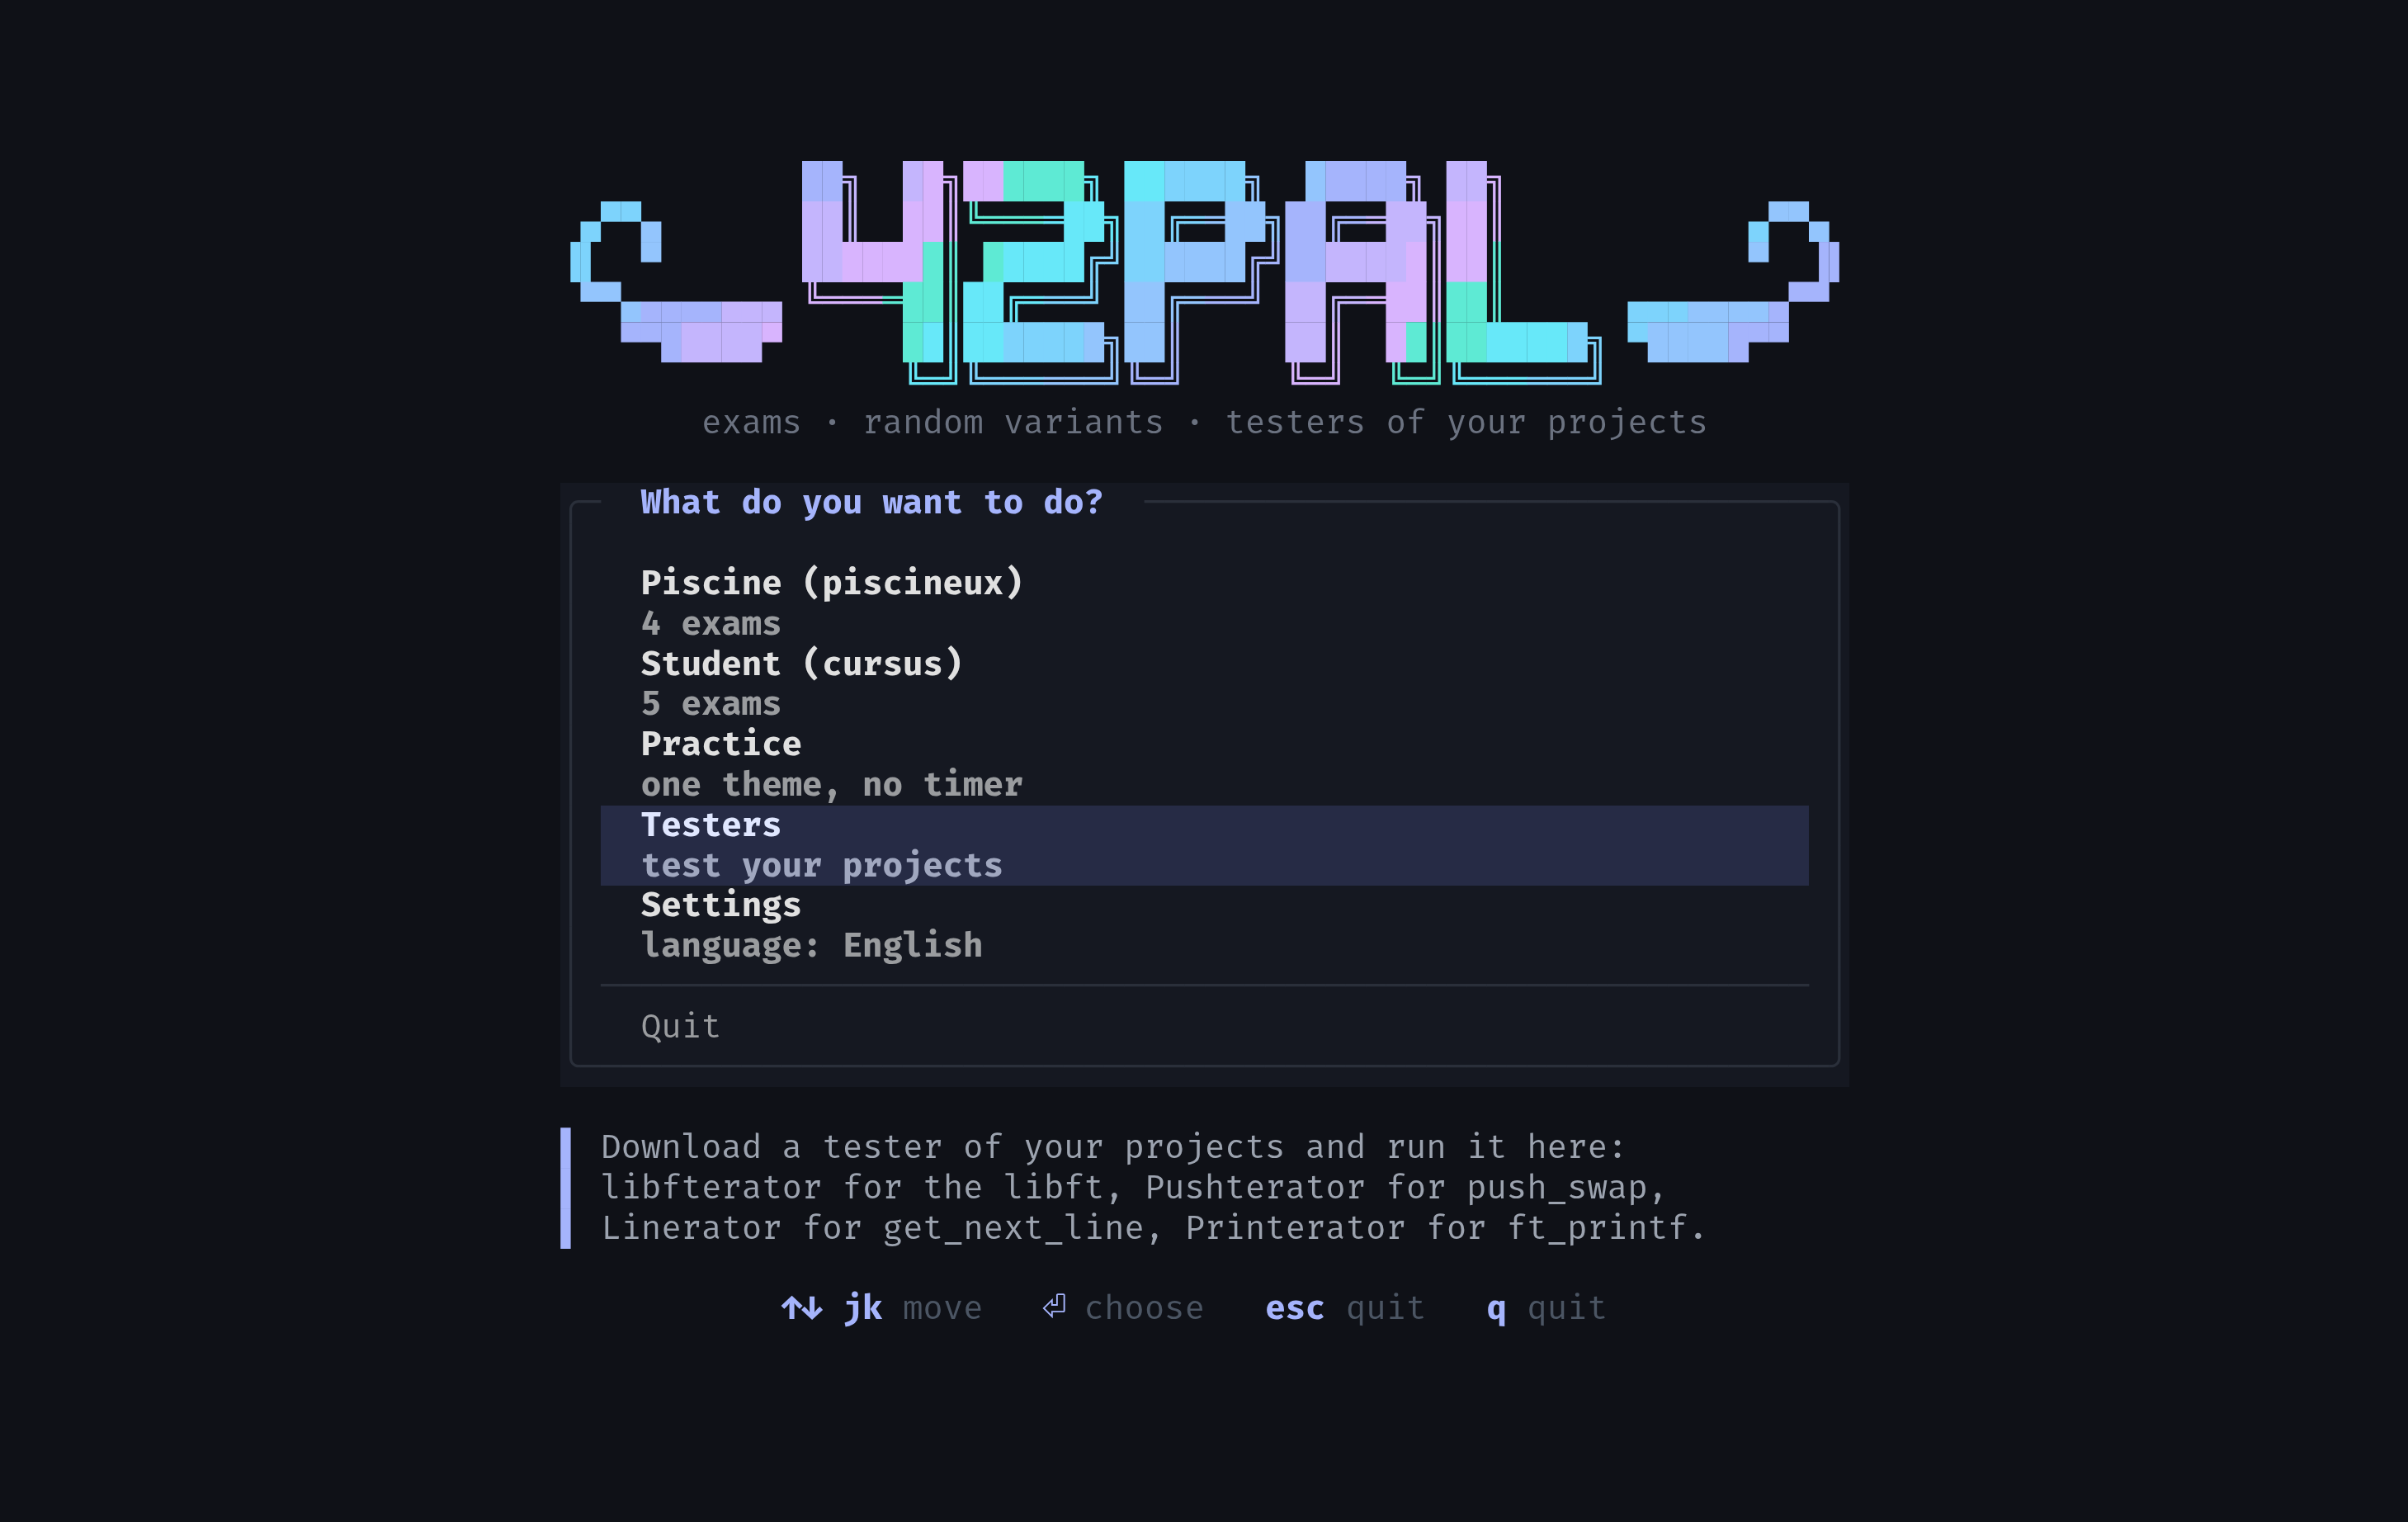 42PAL
exams · random variants · testers of your projects
What do you want to do?
Piscine (piscineux)
4 exams
Student (cursus)
5 exams
Practice
one theme, no timer
Testers
test your projects
Settings
language: English
Quit
Download a tester of your projects and run it here:
libfterator for the libft, Pushterator for push_swap,
Linerator for get_next_line, Printerator for ft_printf.
↑↓ jk move ⏎ choose esc quit q quit